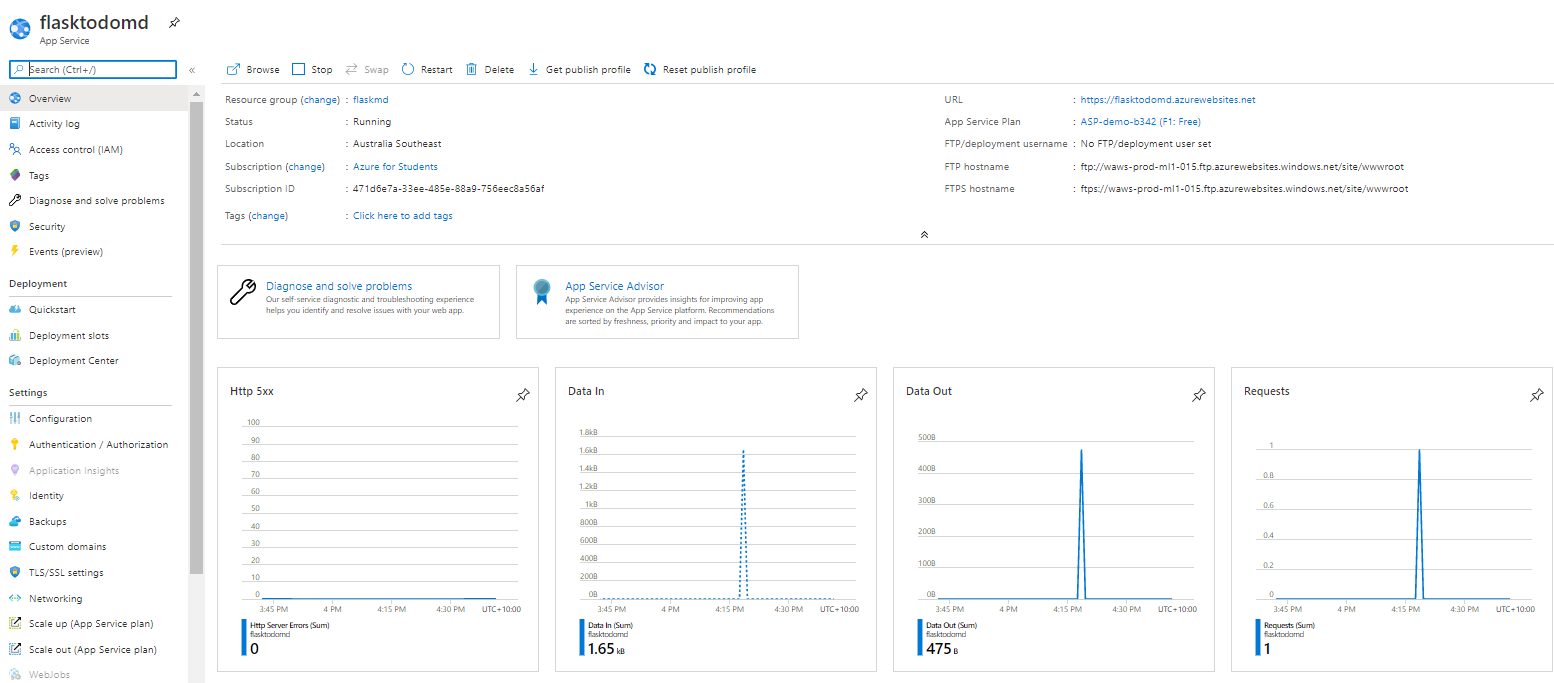 flasktodomd
App Service
Search (Ctrl+/)
«
Overview
Activity log
Access control (IAM)
Tags
Diagnose and solve problems
Security
Events (preview)
Deployment
Quickstart
Deployment slots
Deployment Center
Settings
Configuration
Authentication / Authorization
Application Insights
Identity
Backups
Custom domains
TLS/SSL settings
Networking
Scale up (App Service plan)
Scale out (App Service plan)
WebJobs
Browse Stop Swap Restart Delete Get publish profile Reset publish profile
Resource group (change) : flaskmd
Status : Running
Location : Australia Southeast
Subscription (change) : Azure for Students
Subscription ID : 471d6e7a-33ee-485e-88a9-756eec8a56af
Tags (change) : Click here to add tags
URL : https://flasktodomd.azurewebsites.net
App Service Plan : ASP-demo-b342 (F1: Free)
FTP/deployment username : No FTP/deployment user set
FTP hostname : ftp://waws-prod-ml1-015.ftp.azurewebsites.windows.net/site/wwwroot
FTPS hostname : ftps://waws-prod-ml1-015.ftp.azurewebsites.windows.net/site/wwwroot
Diagnose and solve problems
Our self-service diagnostic and troubleshooting experience
helps you identify and resolve issues with your web app.
App Service Advisor
App Service Advisor provides insights for improving app
experience on the App Service platform. Recommendations
are sorted by freshness, priority and impact to your app.
Http 5xx
100
90
80
70
60
50
40
30
20
10
0
3:45 PM 4 PM 4:15 PM 4:30 PM UTC+10:00
Http Server Errors (Sum)
flasktodomd
0
Data In
1.8kB
1.6kB
1.4kB
1.2kB
1kB
800B
600B
400B
200B
0B
3:45 PM 4 PM 4:15 PM 4:30 PM UTC+10:00
Data In (Sum)
flasktodomd
1.65 kB
Data Out
500B
400B
300B
200B
100B
0B
3:45 PM 4 PM 4:15 PM 4:30 PM UTC+10:00
Data Out (Sum)
flasktodomd
475 B
Requests
1
0.8
0.6
0.4
0.2
0
3:45 PM 4 PM 4:15 PM 4:30 PM UTC+10:00
Requests (Sum)
flasktodomd
1